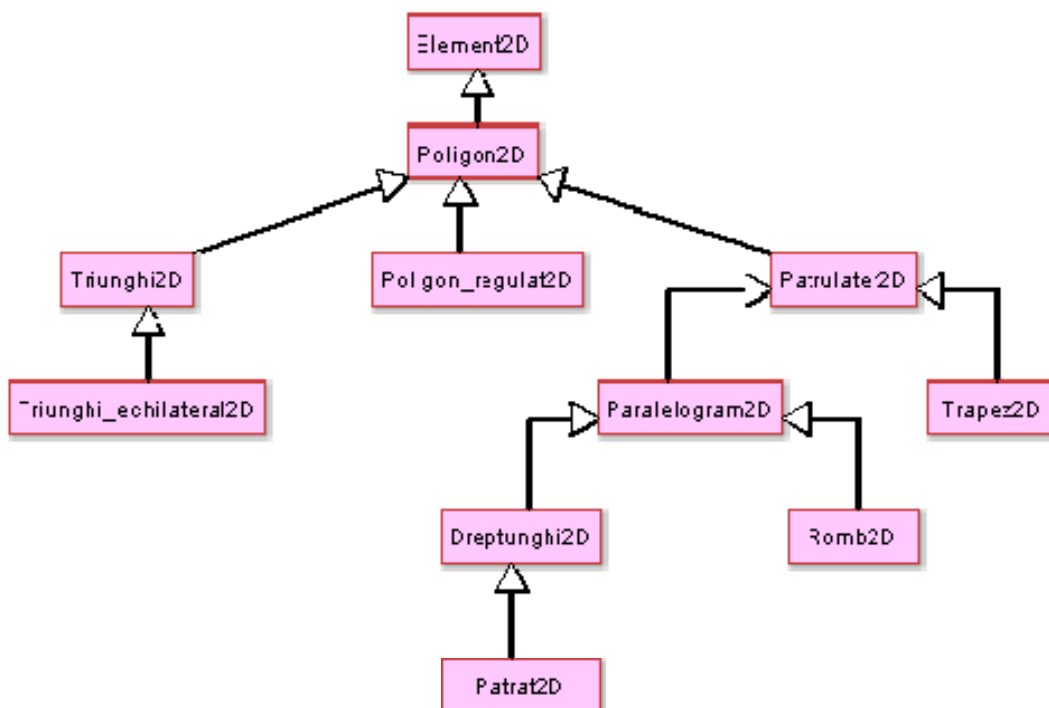 Element2D
Poligon2D
Triunghi2D
Poligon_regulat2D
Patrulater2D
Triunghi_echilateral2D
Paralelogram2D
Trapez2D
Dreptunghi2D
Romb2D
Patrat2D